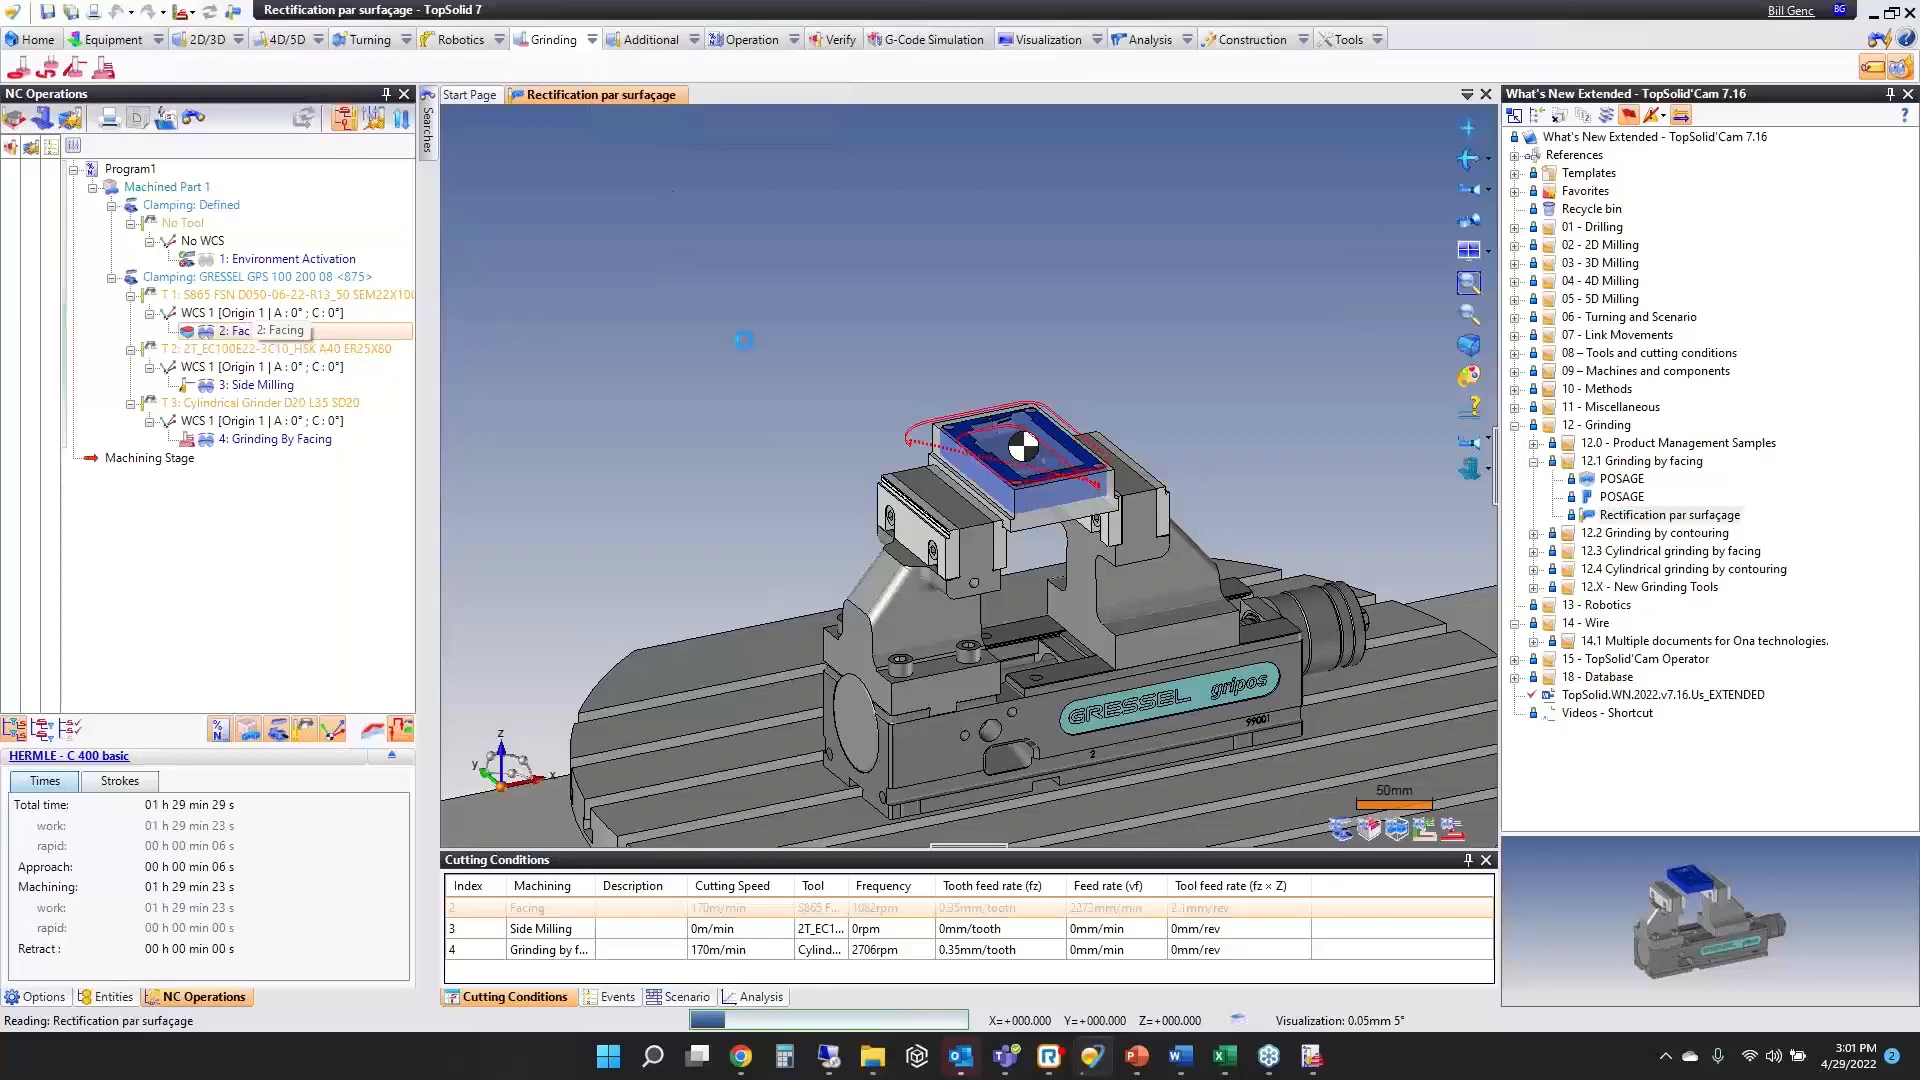 Rectification par surfaçage - TopSolid 7
Bill Genc
BG
Home
Equipment
2D/3D
4D/5D
Turning
Robotics
Grinding
Additional
Operation
Verify
G-Code Simulation
Visualization
Analysis
Construction
Tools
NC Operations
Searches
Start Page
Rectification par surfaçage
What's New Extended - TopSolid'Cam 7.16
Program1
Machined Part 1
Clamping: Defined
No Tool
No WCS
1: Environment Activation
Clamping: GRESSEL GPS 100 200 08 <875>
T 1: S865 FSN D050-06-22-R13_50 SEM22X100
WCS 1 [Origin 1 | A : 0° ; C : 0°]
2: Fac
2: Facing
T 2: 2T_EC100E22-3C10_HSK A40 ER25X80
WCS 1 [Origin 1 | A : 0° ; C : 0°]
3: Side Milling
T 3: Cylindrical Grinder D20 L35 SD20
WCS 1 [Origin 1 | A : 0° ; C : 0°]
4: Grinding By Facing
Machining Stage
HERMLE - C 400 basic
Times
Strokes
Total time: 01 h 29 min 29 s
work: 01 h 29 min 23 s
rapid: 00 h 00 min 06 s
Approach: 00 h 00 min 06 s
Machining: 01 h 29 min 23 s
work: 01 h 29 min 23 s
rapid: 00 h 00 min 00 s
Retract : 00 h 00 min 00 s
Options
Entities
NC Operations
Reading: Rectification par surfaçage
GRESSEL gripos
99001
2
z
y
x
50mm
Cutting Conditions
Index Machining Description Cutting Speed Tool Frequency Tooth feed rate (fz) Feed rate (vf) Tool feed rate (fz × Z)
2 Facing 170m/min S865 F... 1082rpm 0.35mm/tooth 2273mm/min 2.1mm/rev
3 Side Milling 0m/min 2T_EC1... 0rpm 0mm/tooth 0mm/min 0mm/rev
4 Grinding by f... 170m/min Cylind... 2706rpm 0.35mm/tooth 0mm/min 0mm/rev
Cutting Conditions
Events
Scenario
Analysis
X=+000.000 Y=+000.000 Z=+000.000
Visualization: 0.05mm 5°
What's New Extended - TopSolid'Cam 7.16
References
Templates
Favorites
Recycle bin
01 - Drilling
02 - 2D Milling
03 - 3D Milling
04 - 4D Milling
05 - 5D Milling
06 - Turning and Scenario
07 - Link Movements
08 – Tools and cutting conditions
09 – Machines and components
10 - Methods
11 - Miscellaneous
12 - Grinding
12.0 - Product Management Samples
12.1 Grinding by facing
POSAGE
POSAGE
Rectification par surfaçage
12.2 Grinding by contouring
12.3 Cylindrical grinding by facing
12.4 Cylindrical grinding by contouring
12.X - New Grinding Tools
13 - Robotics
14 - Wire
14.1 Multiple documents for Ona technologies.
15 - TopSolid'Cam Operator
18 - Database
TopSolid.WN.2022.v7.16.Us_EXTENDED
Videos - Shortcut
3:01 PM
4/29/2022
2